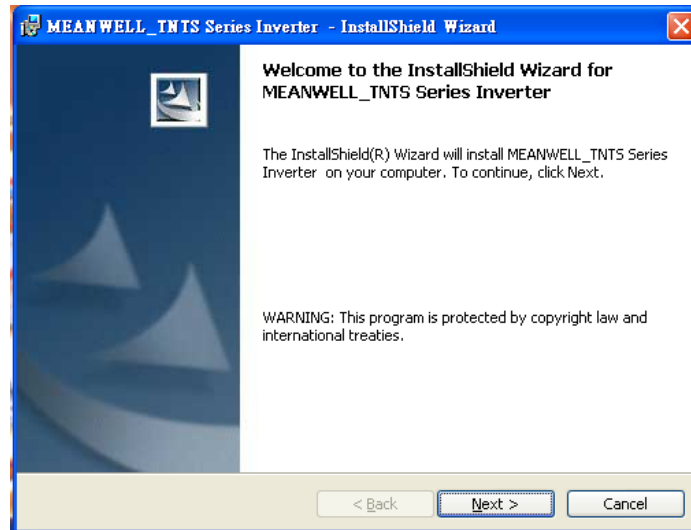 MEANWELL_TNTS Series Inverter - InstallShield Wizard
Welcome to the InstallShield Wizard for
MEANWELL_TNTS Series Inverter
The InstallShield(R) Wizard will install MEANWELL_TNTS Series
Inverter on your computer. To continue, click Next.
WARNING: This program is protected by copyright law and
international treaties.
< Back
Next >
Cancel